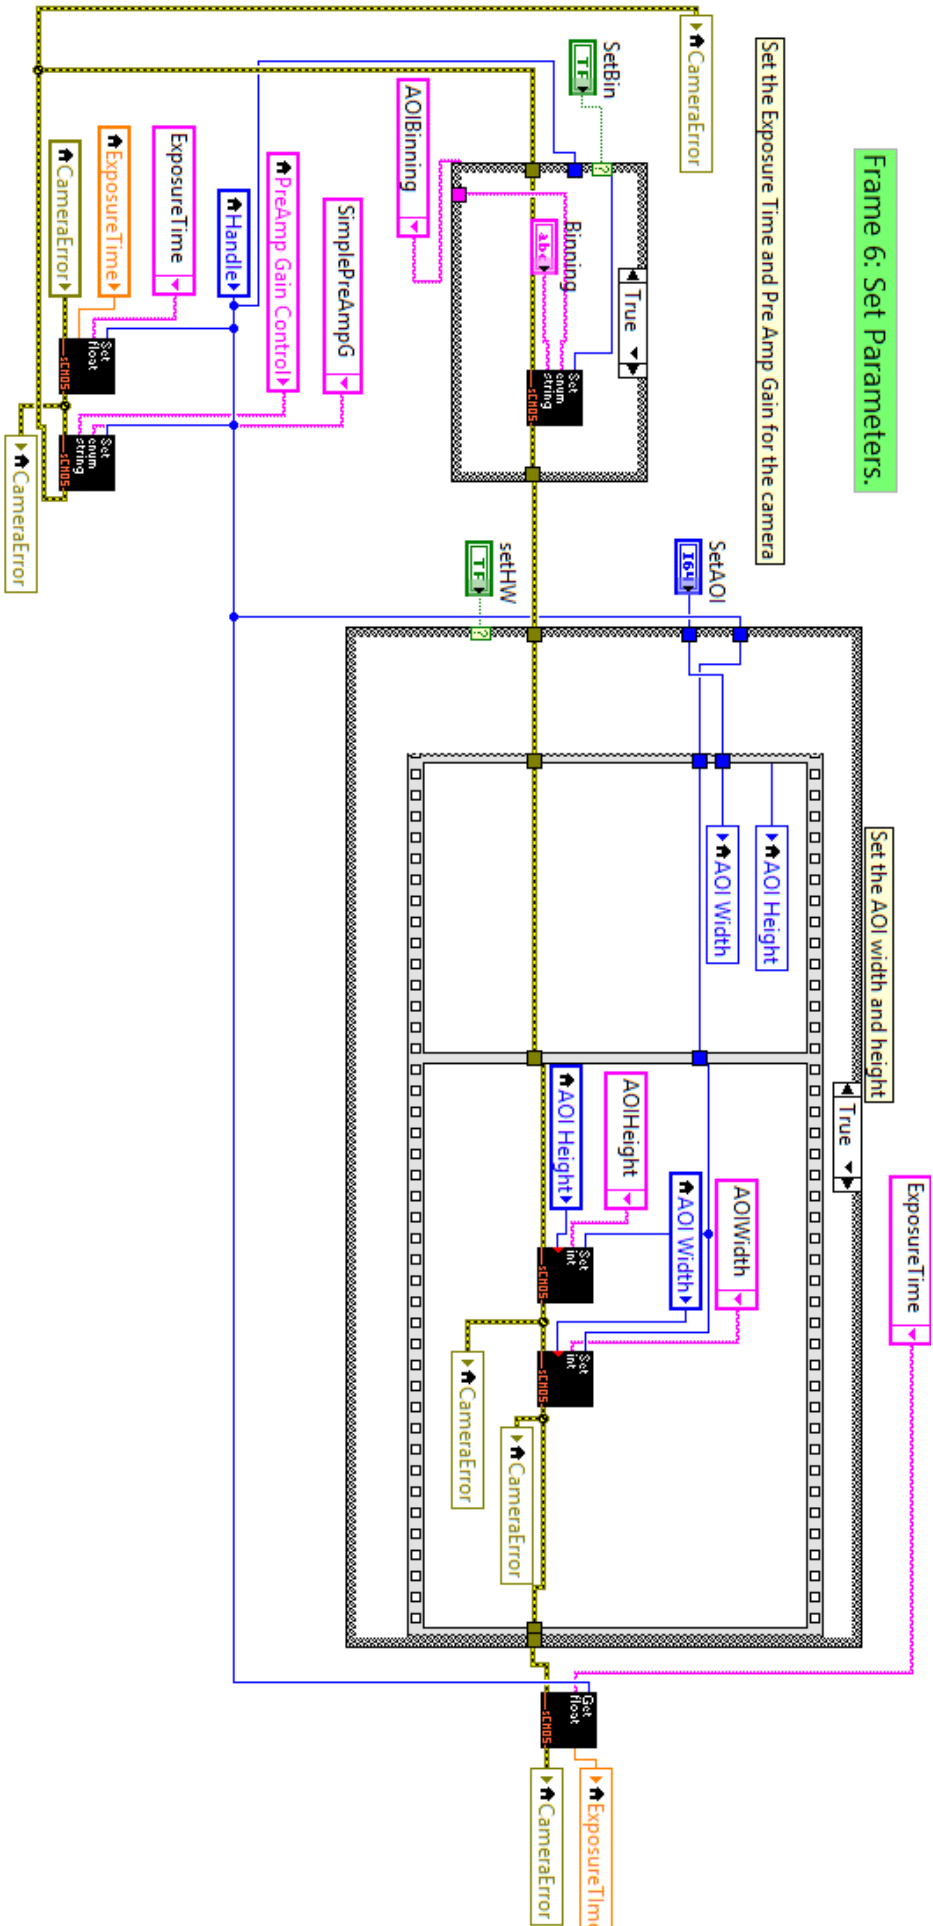 Frame 6: Set Parameters.
Set the Exposure Time and Pre Amp Gain for the camera
CameraError
SetBin
TF
AOIBinning
Binning
abc
True
Set
enum
string
sCMOS
SimplePreAmpG
PreAmp Gain Control
Handle
ExposureTime
ExposureTime
CameraError
Set
float
sCMOS
Set
enum
string
sCMOS
CameraError
SetAOI
I64
setHW
TF
?
?
Set the AOI width and height
True
AOI Height
AOI Width
AOIWidth
AOI Width
AOIHeight
AOI Height
Set
int
sCMOS
Set
int
sCMOS
CameraError
CameraError
ExposureTime
Get
float
sCMOS
ExposureTIm
CameraError